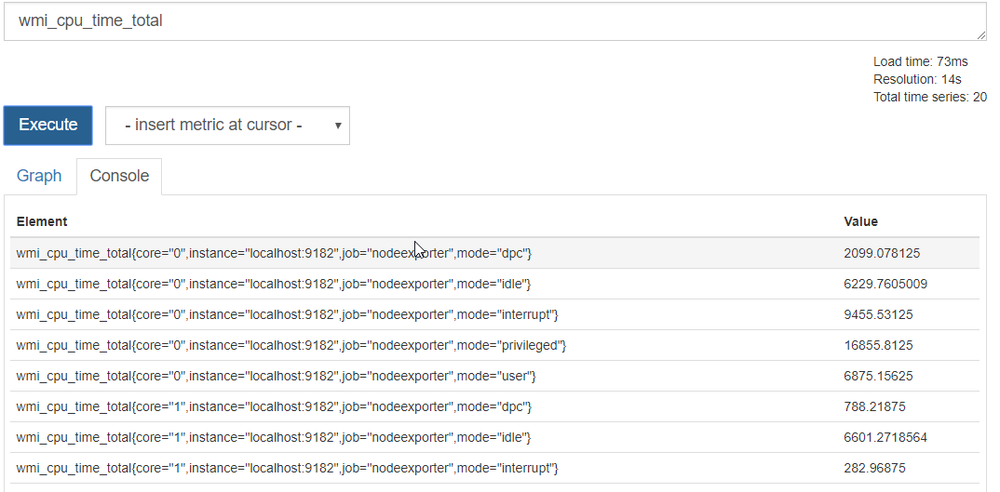 wmi_cpu_time_total
Load time: 73ms
Resolution: 14s
Total time series: 20
Execute
- insert metric at cursor -
Graph
Console
Element Value
wmi_cpu_time_total{core="0",instance="localhost:9182",job="nodeexporter",mode="dpc"} 2099.078125
wmi_cpu_time_total{core="0",instance="localhost:9182",job="nodeexporter",mode="idle"} 6229.7605009
wmi_cpu_time_total{core="0",instance="localhost:9182",job="nodeexporter",mode="interrupt"} 9455.53125
wmi_cpu_time_total{core="0",instance="localhost:9182",job="nodeexporter",mode="privileged"} 16855.8125
wmi_cpu_time_total{core="0",instance="localhost:9182",job="nodeexporter",mode="user"} 6875.15625
wmi_cpu_time_total{core="1",instance="localhost:9182",job="nodeexporter",mode="dpc"} 788.21875
wmi_cpu_time_total{core="1",instance="localhost:9182",job="nodeexporter",mode="idle"} 6601.2718564
wmi_cpu_time_total{core="1",instance="localhost:9182",job="nodeexporter",mode="interrupt"} 282.96875